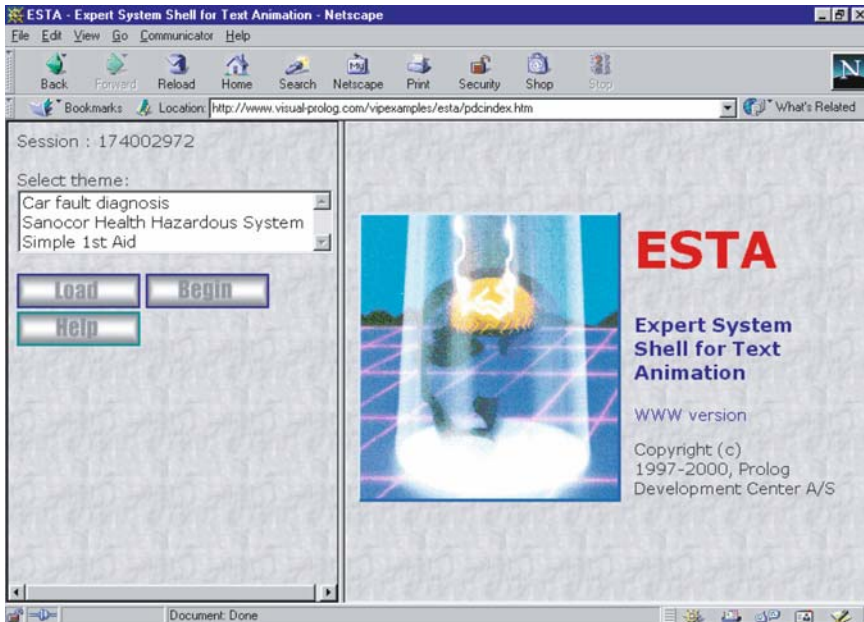 ESTA - Expert System Shell for Text Animation - Netscape
File Edit View Go Communicator Help
Back Forward Reload Home Search Netscape Print Security Shop Stop
Bookmarks Location: http://www.visual-prolog.com/vipexamples/esta/pdcindex.htm What's Related
Session : 174002972
Select theme:
Car fault diagnosis
Sanocor Health Hazardous System
Simple 1st Aid
Load Begin
Help
ESTA
Expert System
Shell for Text
Animation
WWW version
Copyright (c)
1997-2000, Prolog
Development Center A/S
Document: Done